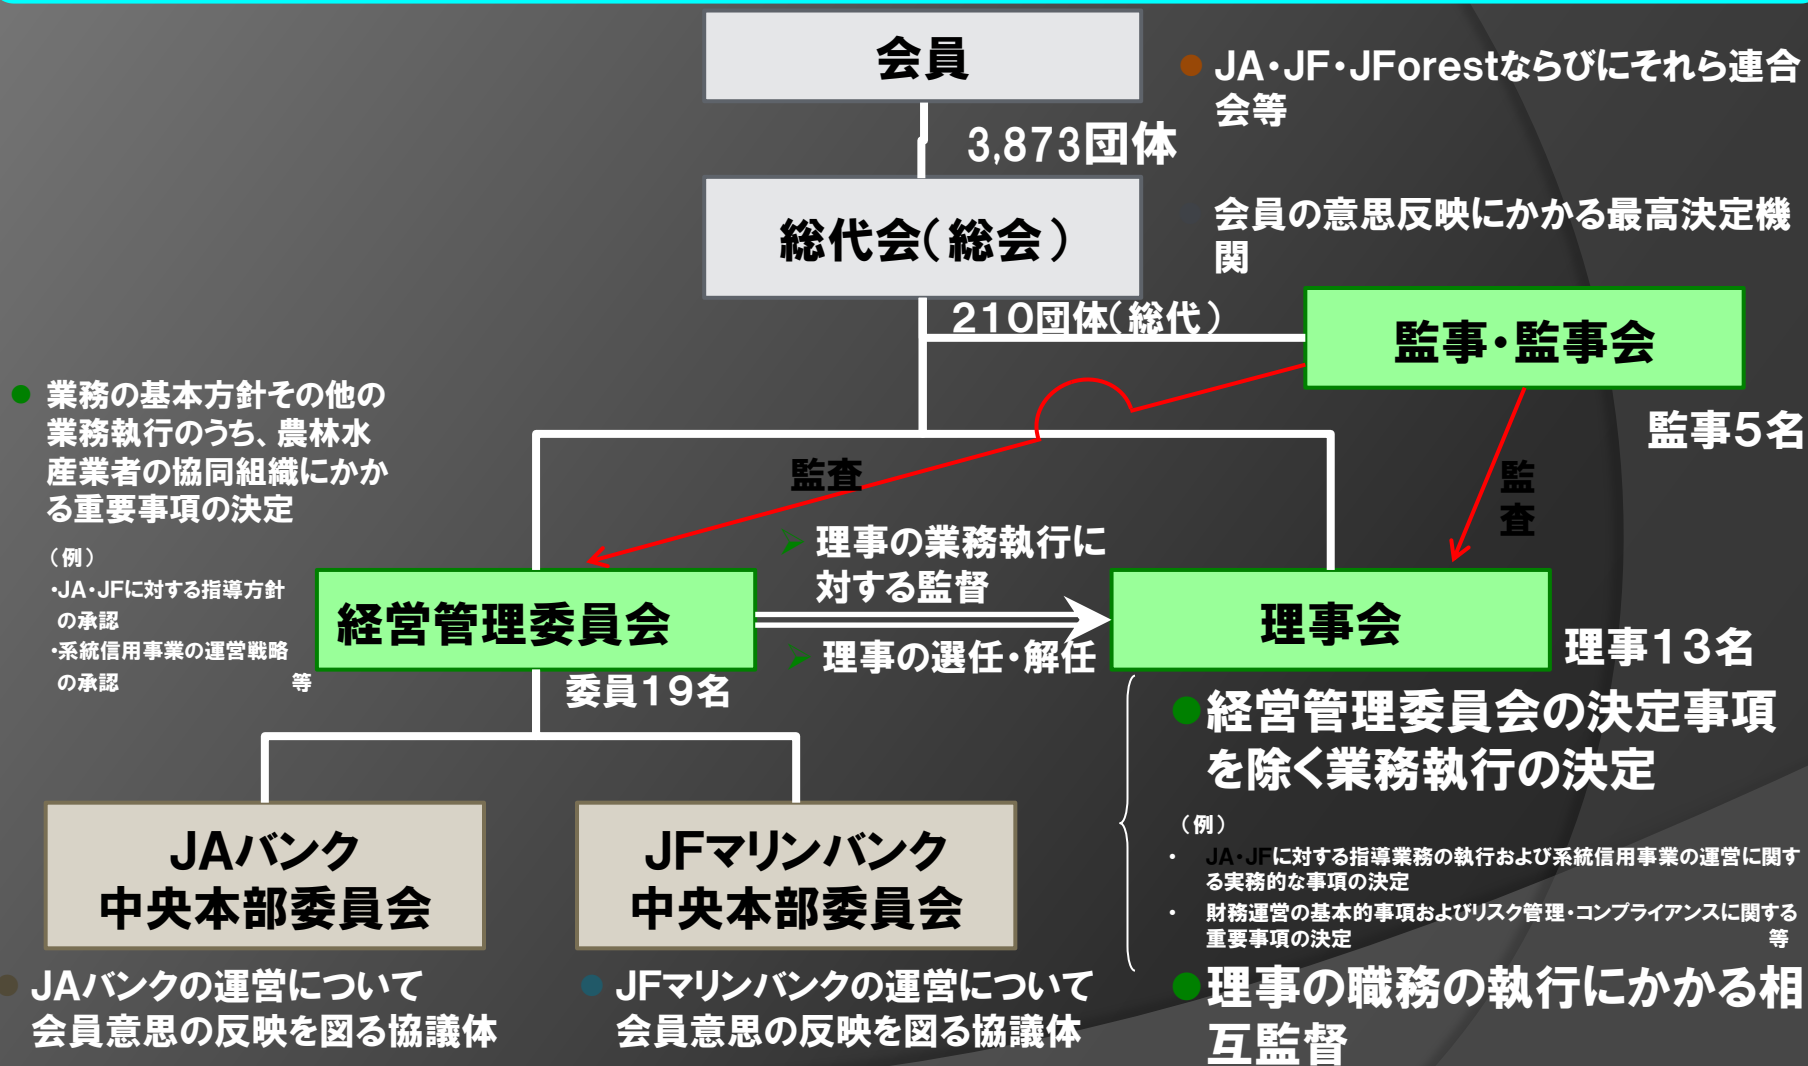 会員
JA・JF・JForestならびにそれら連合
会等
3,873団体
総代会（総会）
会員の意思反映にかかる最高決定機
関
210団体（総代）
監事・監事会
監事5名
業務の基本方針その他の
業務執行のうち、農林水
産業者の協同組織にかか
る重要事項の決定
（例）
・JA・JFに対する指導方針
の承認
・系統信用事業の運営戦略
の承認 等
監査
監
査
理事の業務執行に
対する監督
経営管理委員会
理事会
理事の選任・解任
理事13名
委員19名
経営管理委員会の決定事項
を除く業務執行の決定
（例）
・ JA・JFに対する指導業務の執行および系統信用事業の運営に関す
る実務的な事項の決定
・ 財務運営の基本的事項およびリスク管理・コンプライアンスに関する
重要事項の決定 等
理事の職務の執行にかかる相
互監督
JAバンク
中央本部委員会
JFマリンバンク
中央本部委員会
JAバンクの運営について
会員意思の反映を図る協議体
JFマリンバンクの運営について
会員意思の反映を図る協議体